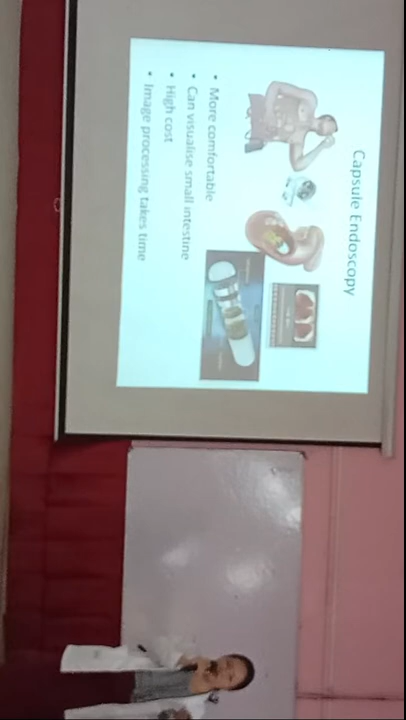 Capsule Endoscopy
• More comfortable
• Can visualise small intestine
• High cost
• Image processing takes time